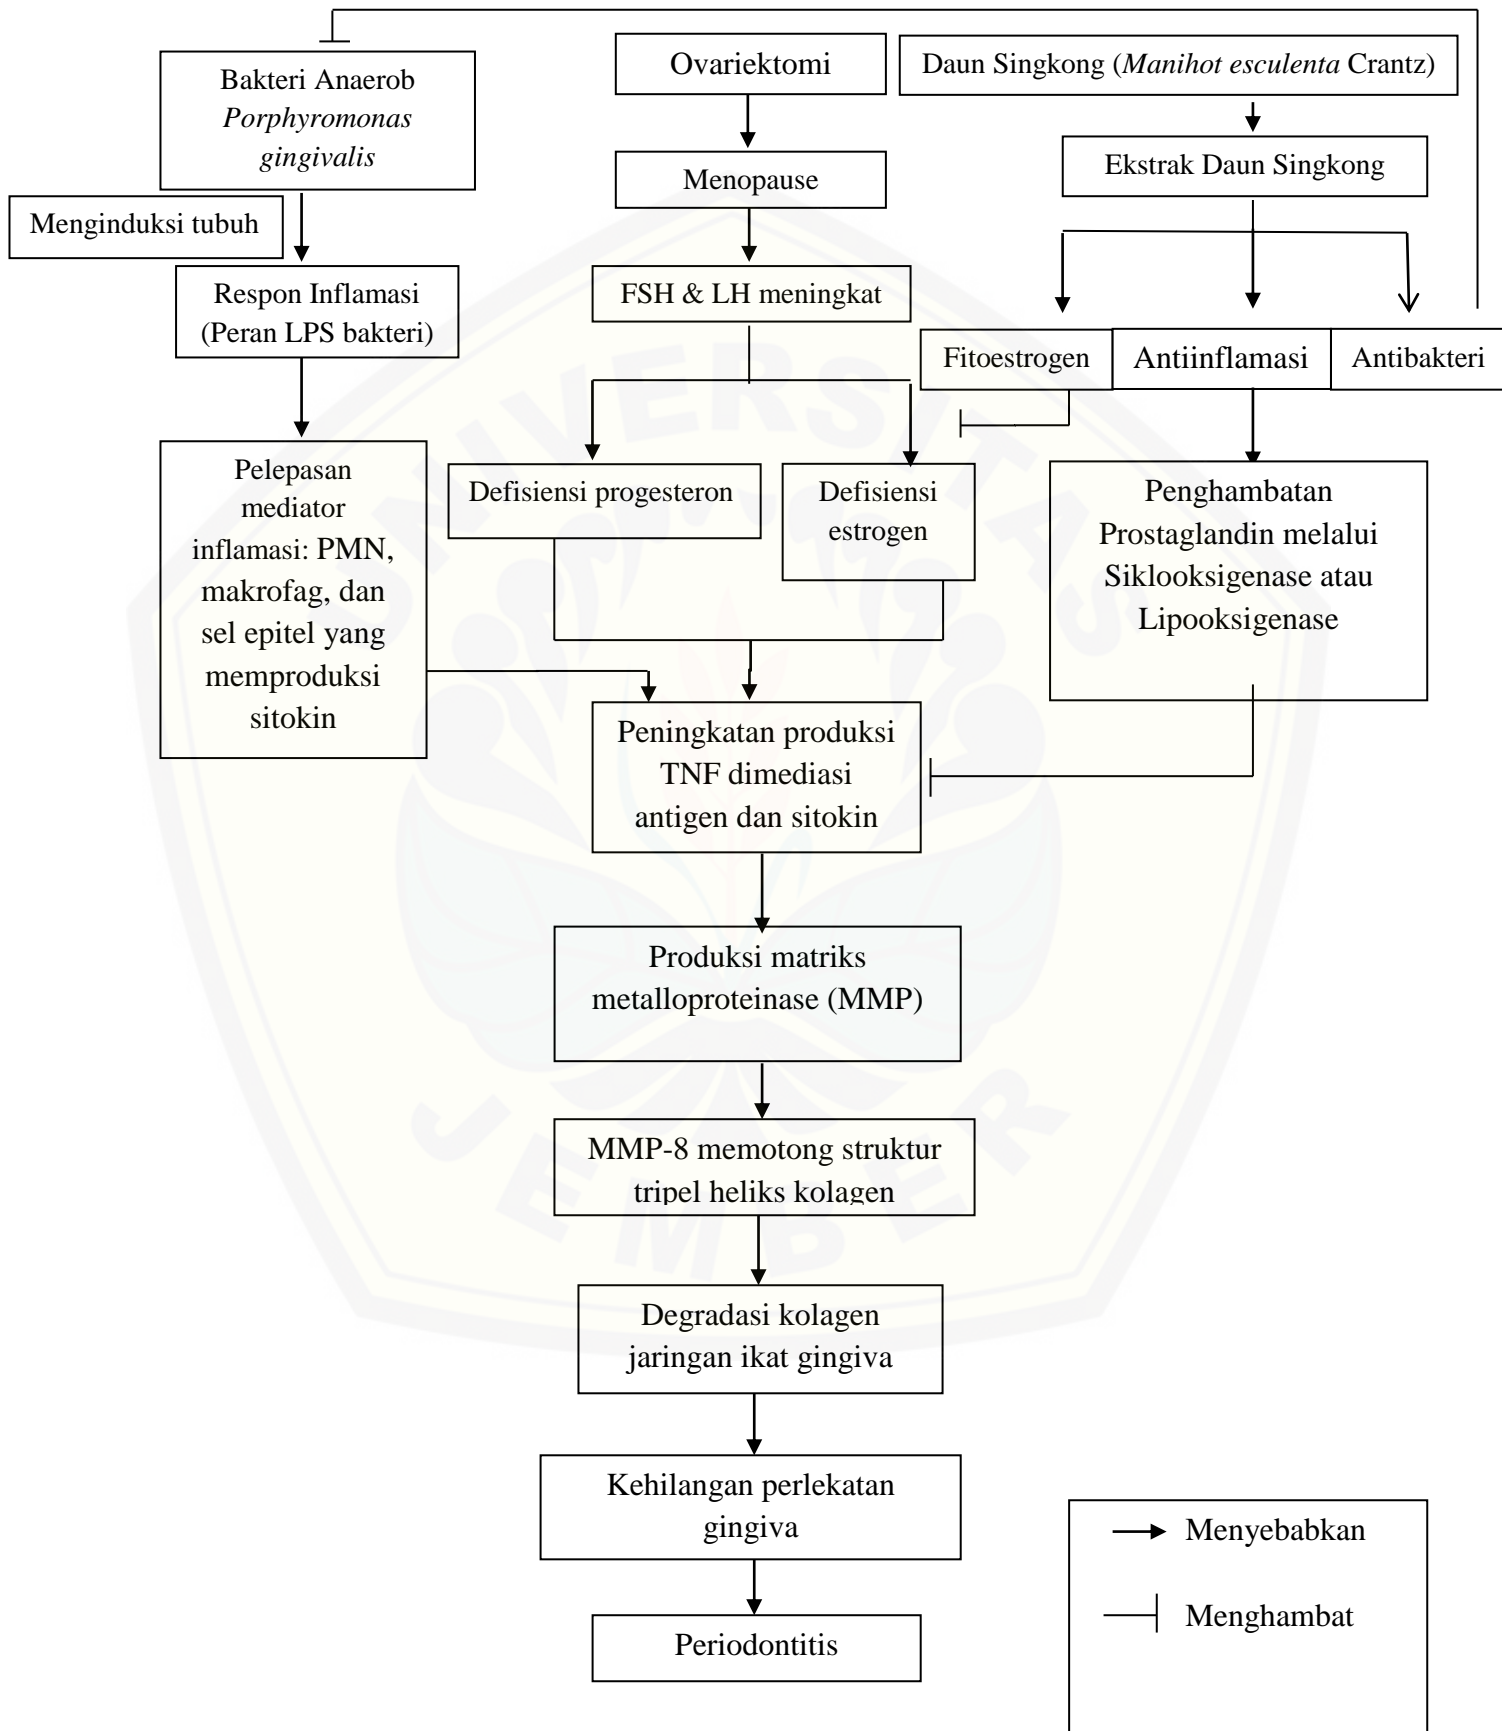 Bakteri Anaerob
Porphyromonas
gingivalis
Menginduksi tubuh
Respon Inflamasi
(Peran LPS bakteri)
Pelepasan
mediator
inflamasi: PMN,
makrofag, dan
sel epitel yang
memproduksi
sitokin
Ovariektomi
Menopause
FSH & LH meningkat
Defisiensi progesteron
Defisiensi
estrogen
Daun Singkong (Manihot esculenta Crantz)
Ekstrak Daun Singkong
Fitoestrogen
Antiinflamasi
Antibakteri
Penghambatan
Prostaglandin melalui
Siklooksigenase atau
Lipooksigenase
Peningkatan produksi
TNF dimediasi
antigen dan sitokin
Produksi matriks
metalloproteinase (MMP)
MMP-8 memotong struktur
tripel heliks kolagen
Degradasi kolagen
jaringan ikat gingiva
Kehilangan perlekatan
gingiva
Periodontitis
Menyebabkan
Menghambat
UNIVERSITAS
JEMBER